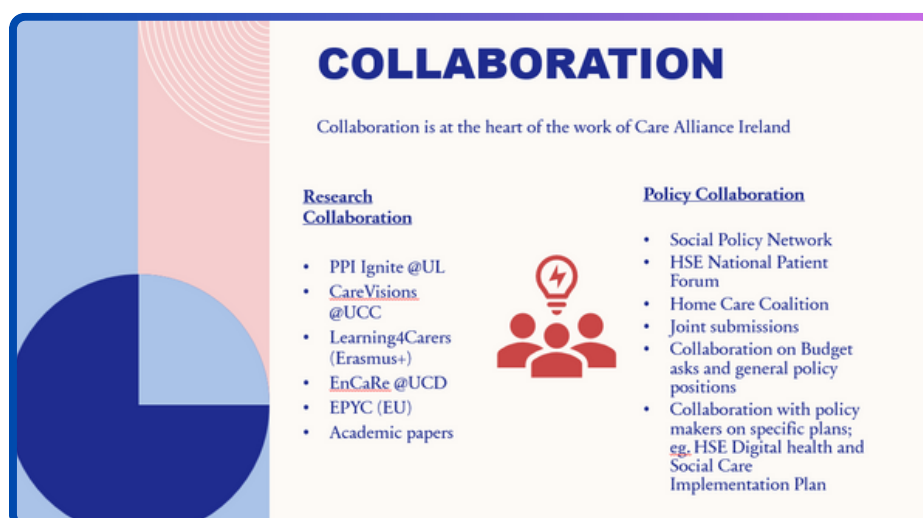 COLLABORATION
Collaboration is at the heart of the work of Care Alliance Ireland
Research
Collaboration
• PPI Ignite @UL
• CareVisions
@UCC
• Learning4Carers
(Erasmus+)
• EnCaRe @UCD
• EPYC (EU)
• Academic papers
Policy Collaboration
• Social Policy Network
• HSE National Patient
Forum
• Home Care Coalition
• Joint submissions
• Collaboration on Budget
asks and general policy
positions
• Collaboration with policy
makers on specific plans;
eg. HSE Digital health and
Social Care
Implementation Plan